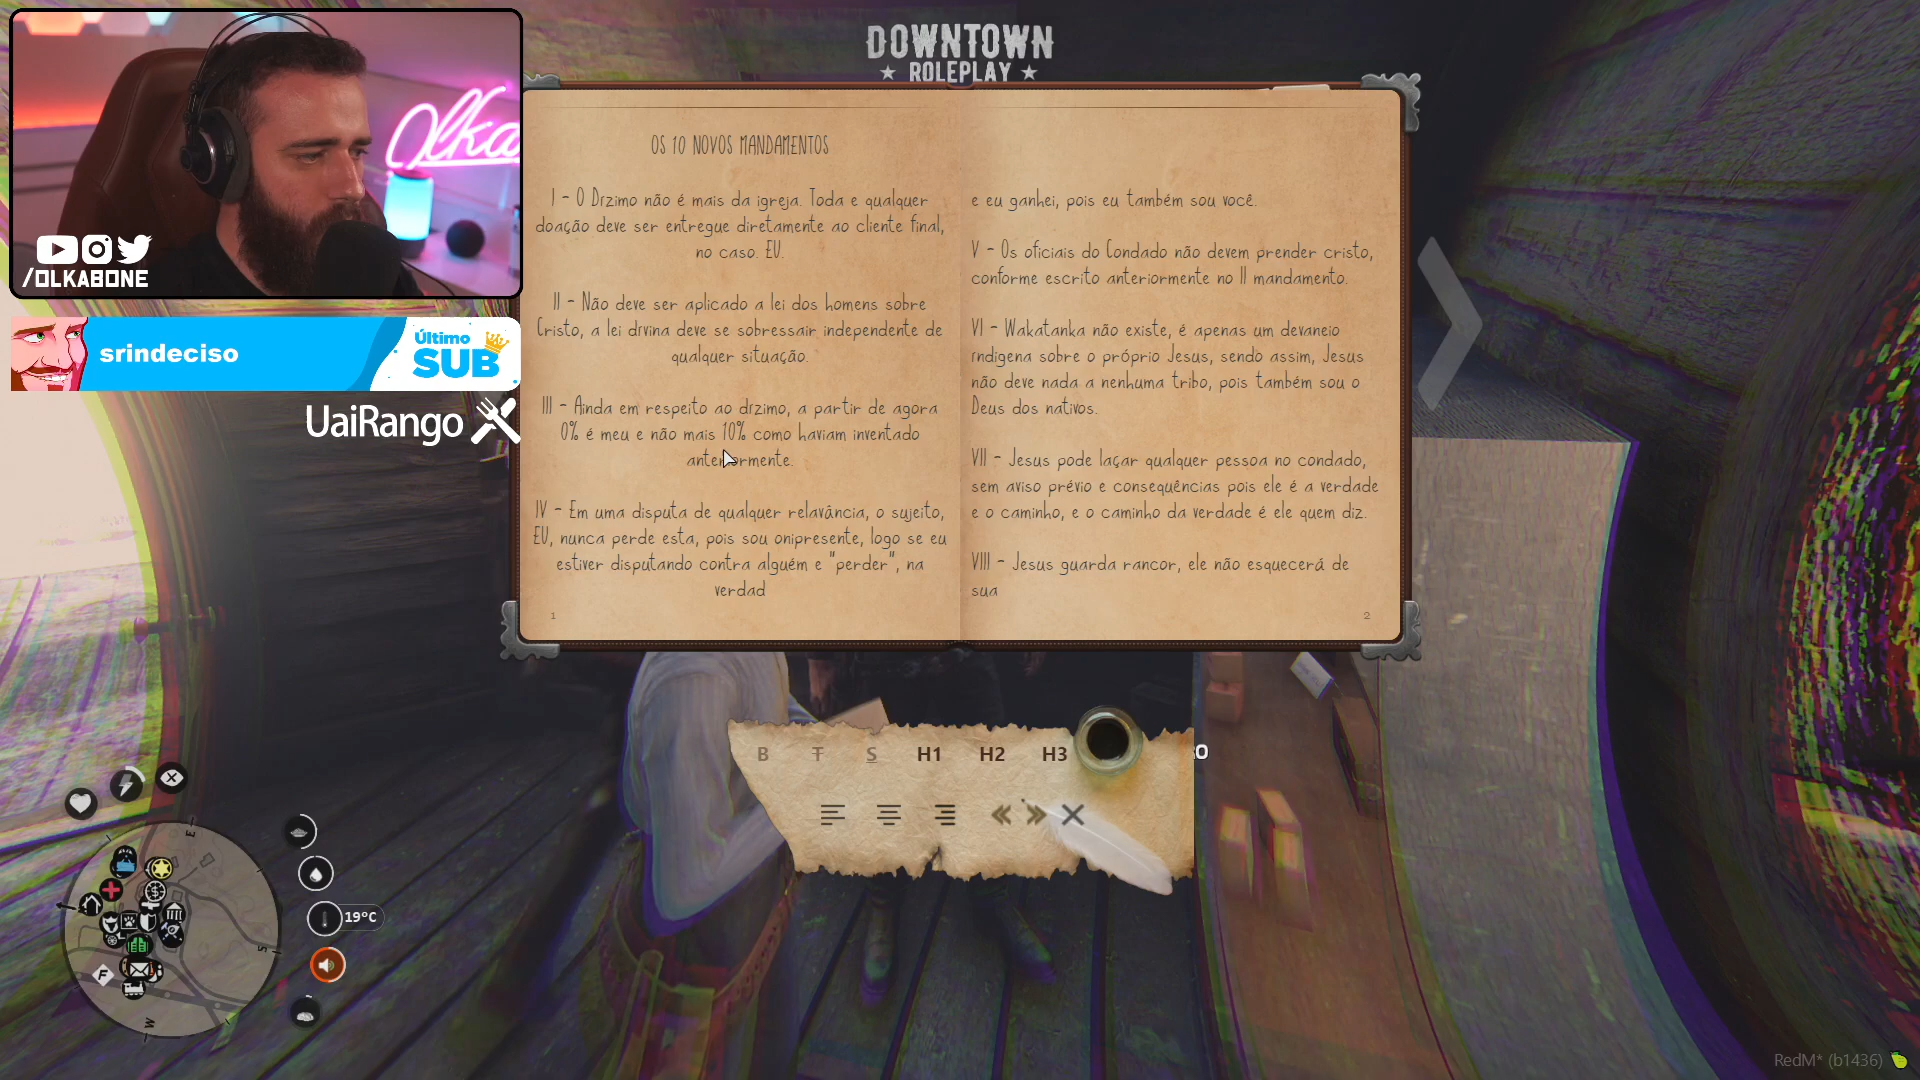 DOWNTOWN
ROLEPLAY
OS 10 NOVOS MANDAMENTOS
I - O Dízimo não é mais da igreja. Toda e qualquer
doação deve ser entregue diretamente ao cliente final,
no caso. EU.
II - Não deve ser aplicado a lei dos homens sobre
Cristo, a lei divina deve se sobressair independente de
qualquer situação.
III - Ainda em respeito ao dízimo, a partir de agora
0% é meu e não mais 10% como haviam inventado
anteriormente.
IV - Em uma disputa de qualquer relavância, o sujeito,
EU, nunca perde esta, pois sou onipresente, logo se eu
estiver disputando contra alguém e "perder", na
verdad
1
e eu ganhei, pois eu também sou você.
V - Os oficiais do Condado não devem prender cristo,
conforme escrito anteriormente no II mandamento.
VI - Wakatanka não existe, é apenas um devaneio
indígena sobre o próprio Jesus, sendo assim, Jesus
não deve nada a nenhuma tribo, pois também sou o
Deus dos nativos.
VII - Jesus pode laçar qualquer pessoa no condado,
sem aviso prévio e consequências pois ele é a verdade
e o caminho, e o caminho da verdade é ele quem diz.
VIII - Jesus guarda rancor, ele não esquecerá de
sua
2
Olka
/OLKABONE
srindeciso
Último
SUB
UaiRango
B T S H1 H2 H3
19°C
E
S
W
F
RedM* (b1436)